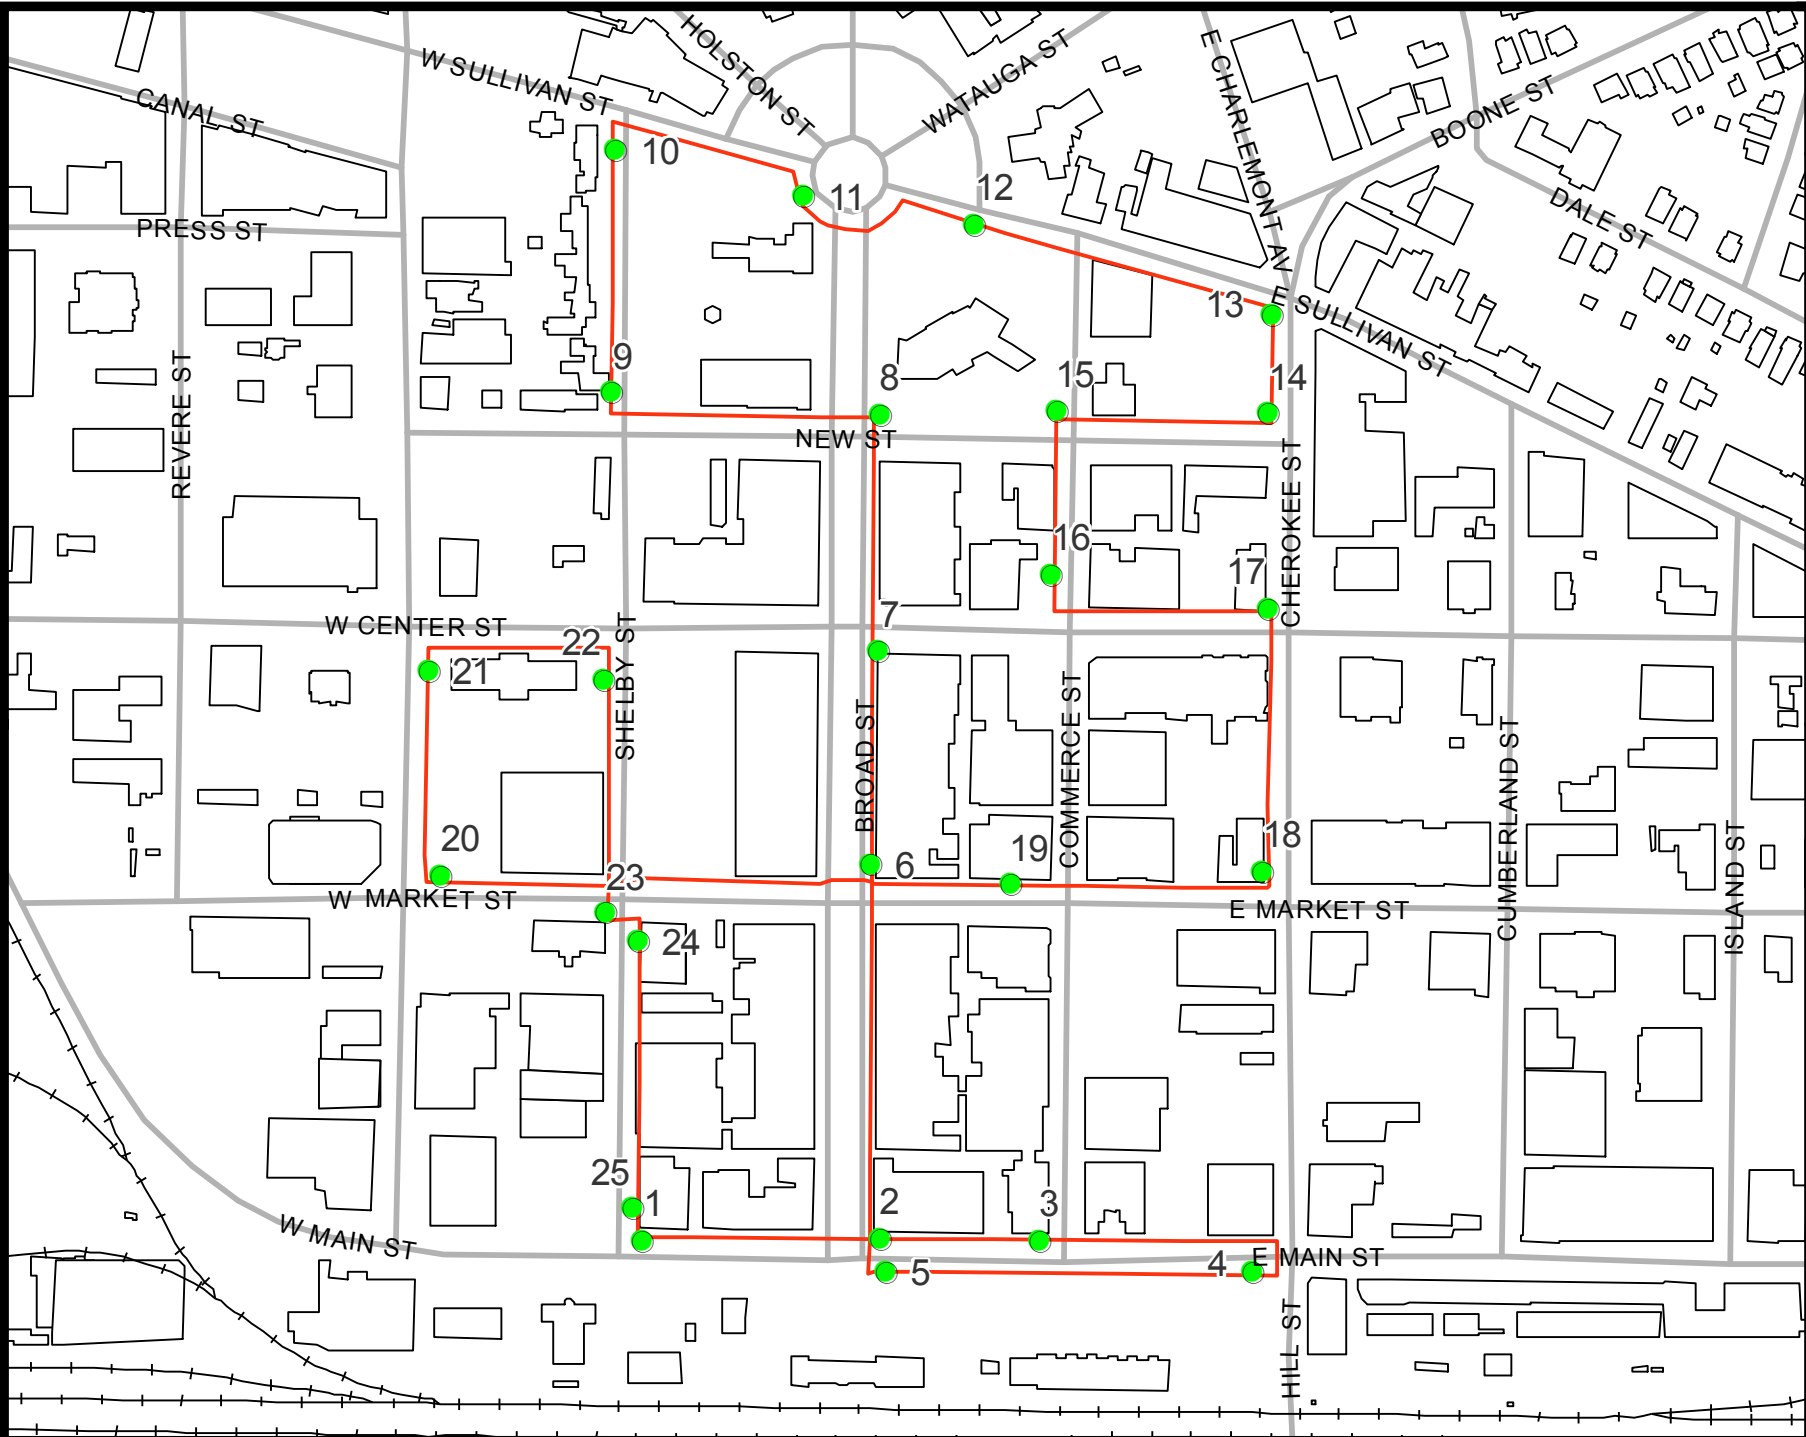 HOLSTON ST
WATAUGA ST
E CHARLEMONT AV
W SULLIVAN ST
CANAL ST
BOONE ST
10
11
12
DALE ST
PRESS ST
13
E SULLIVAN ST
9
8
15
14
REVERE ST
NEW ST
CHEROKEE ST
16
17
7
W CENTER ST
22
21
SHELBY ST
BROAD ST
COMMERCE ST
CUMBERLAND ST
ISLAND ST
20
19
18
6
23
W MARKET ST
E MARKET ST
24
25
1
2
3
W MAIN ST
5
4
E MAIN ST
HILL ST